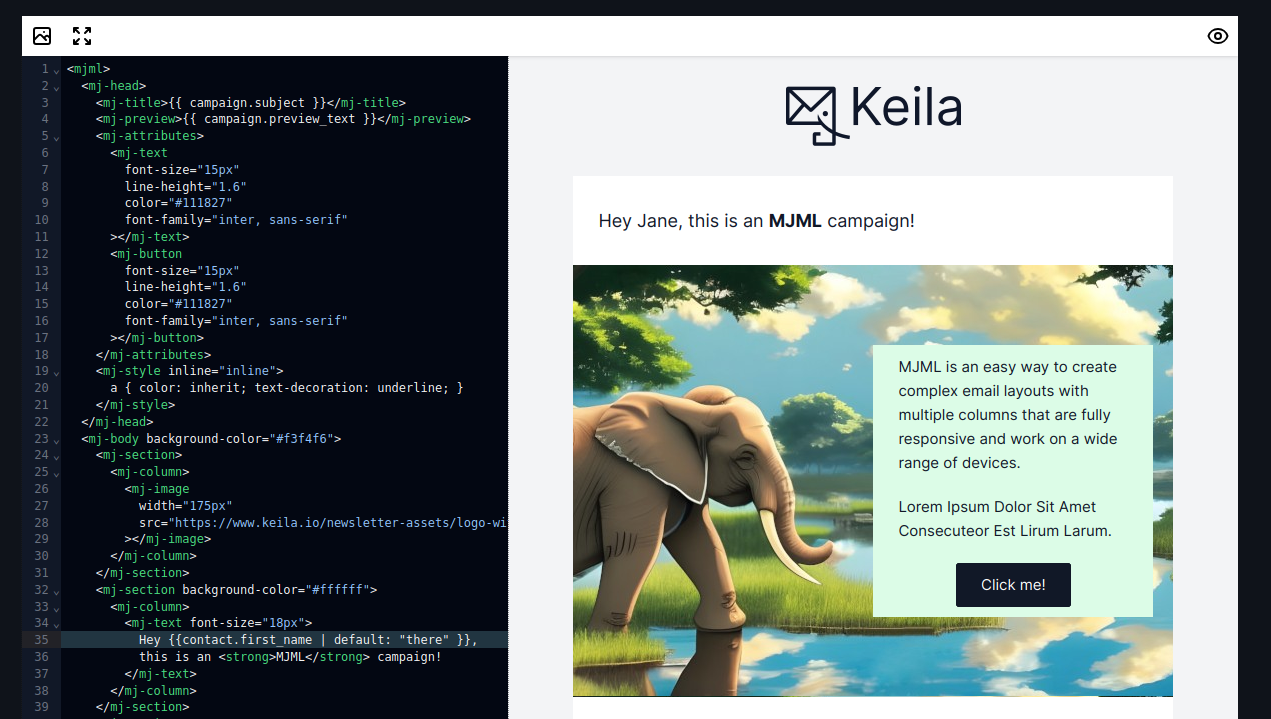 1 <mjml>
2 <mj-head>
3 <mj-title>{{ campaign.subject }}</mj-title>
4 <mj-preview>{{ campaign.preview_text }}</mj-preview>
5 <mj-attributes>
6 <mj-text
7 font-size="15px"
8 line-height="1.6"
9 color="#111827"
10 font-family="inter, sans-serif"
11 ></mj-text>
12 <mj-button
13 font-size="15px"
14 line-height="1.6"
15 color="#111827"
16 font-family="inter, sans-serif"
17 ></mj-button>
18 </mj-attributes>
19 <mj-style inline="inline">
20 a { color: inherit; text-decoration: underline; }
21 </mj-style>
22 </mj-head>
23 <mj-body background-color="#f3f4f6">
24 <mj-section>
25 <mj-column>
26 <mj-image
27 width="175px"
28 src="https://www.keila.io/newsletter-assets/logo-wi
29 ></mj-image>
30 </mj-column>
31 </mj-section>
32 <mj-section background-color="#ffffff">
33 <mj-column>
34 <mj-text font-size="18px">
35 Hey {{contact.first_name | default: "there" }},
36 this is an <strong>MJML</strong> campaign!
37 </mj-text>
38 </mj-column>
39 </mj-section>
Keila
Hey Jane, this is an MJML campaign!
MJML is an easy way to create
complex email layouts with
multiple columns that are fully
responsive and work on a wide
range of devices.
Lorem Ipsum Dolor Sit Amet
Consecuteor Est Lirum Larum.
Click me!